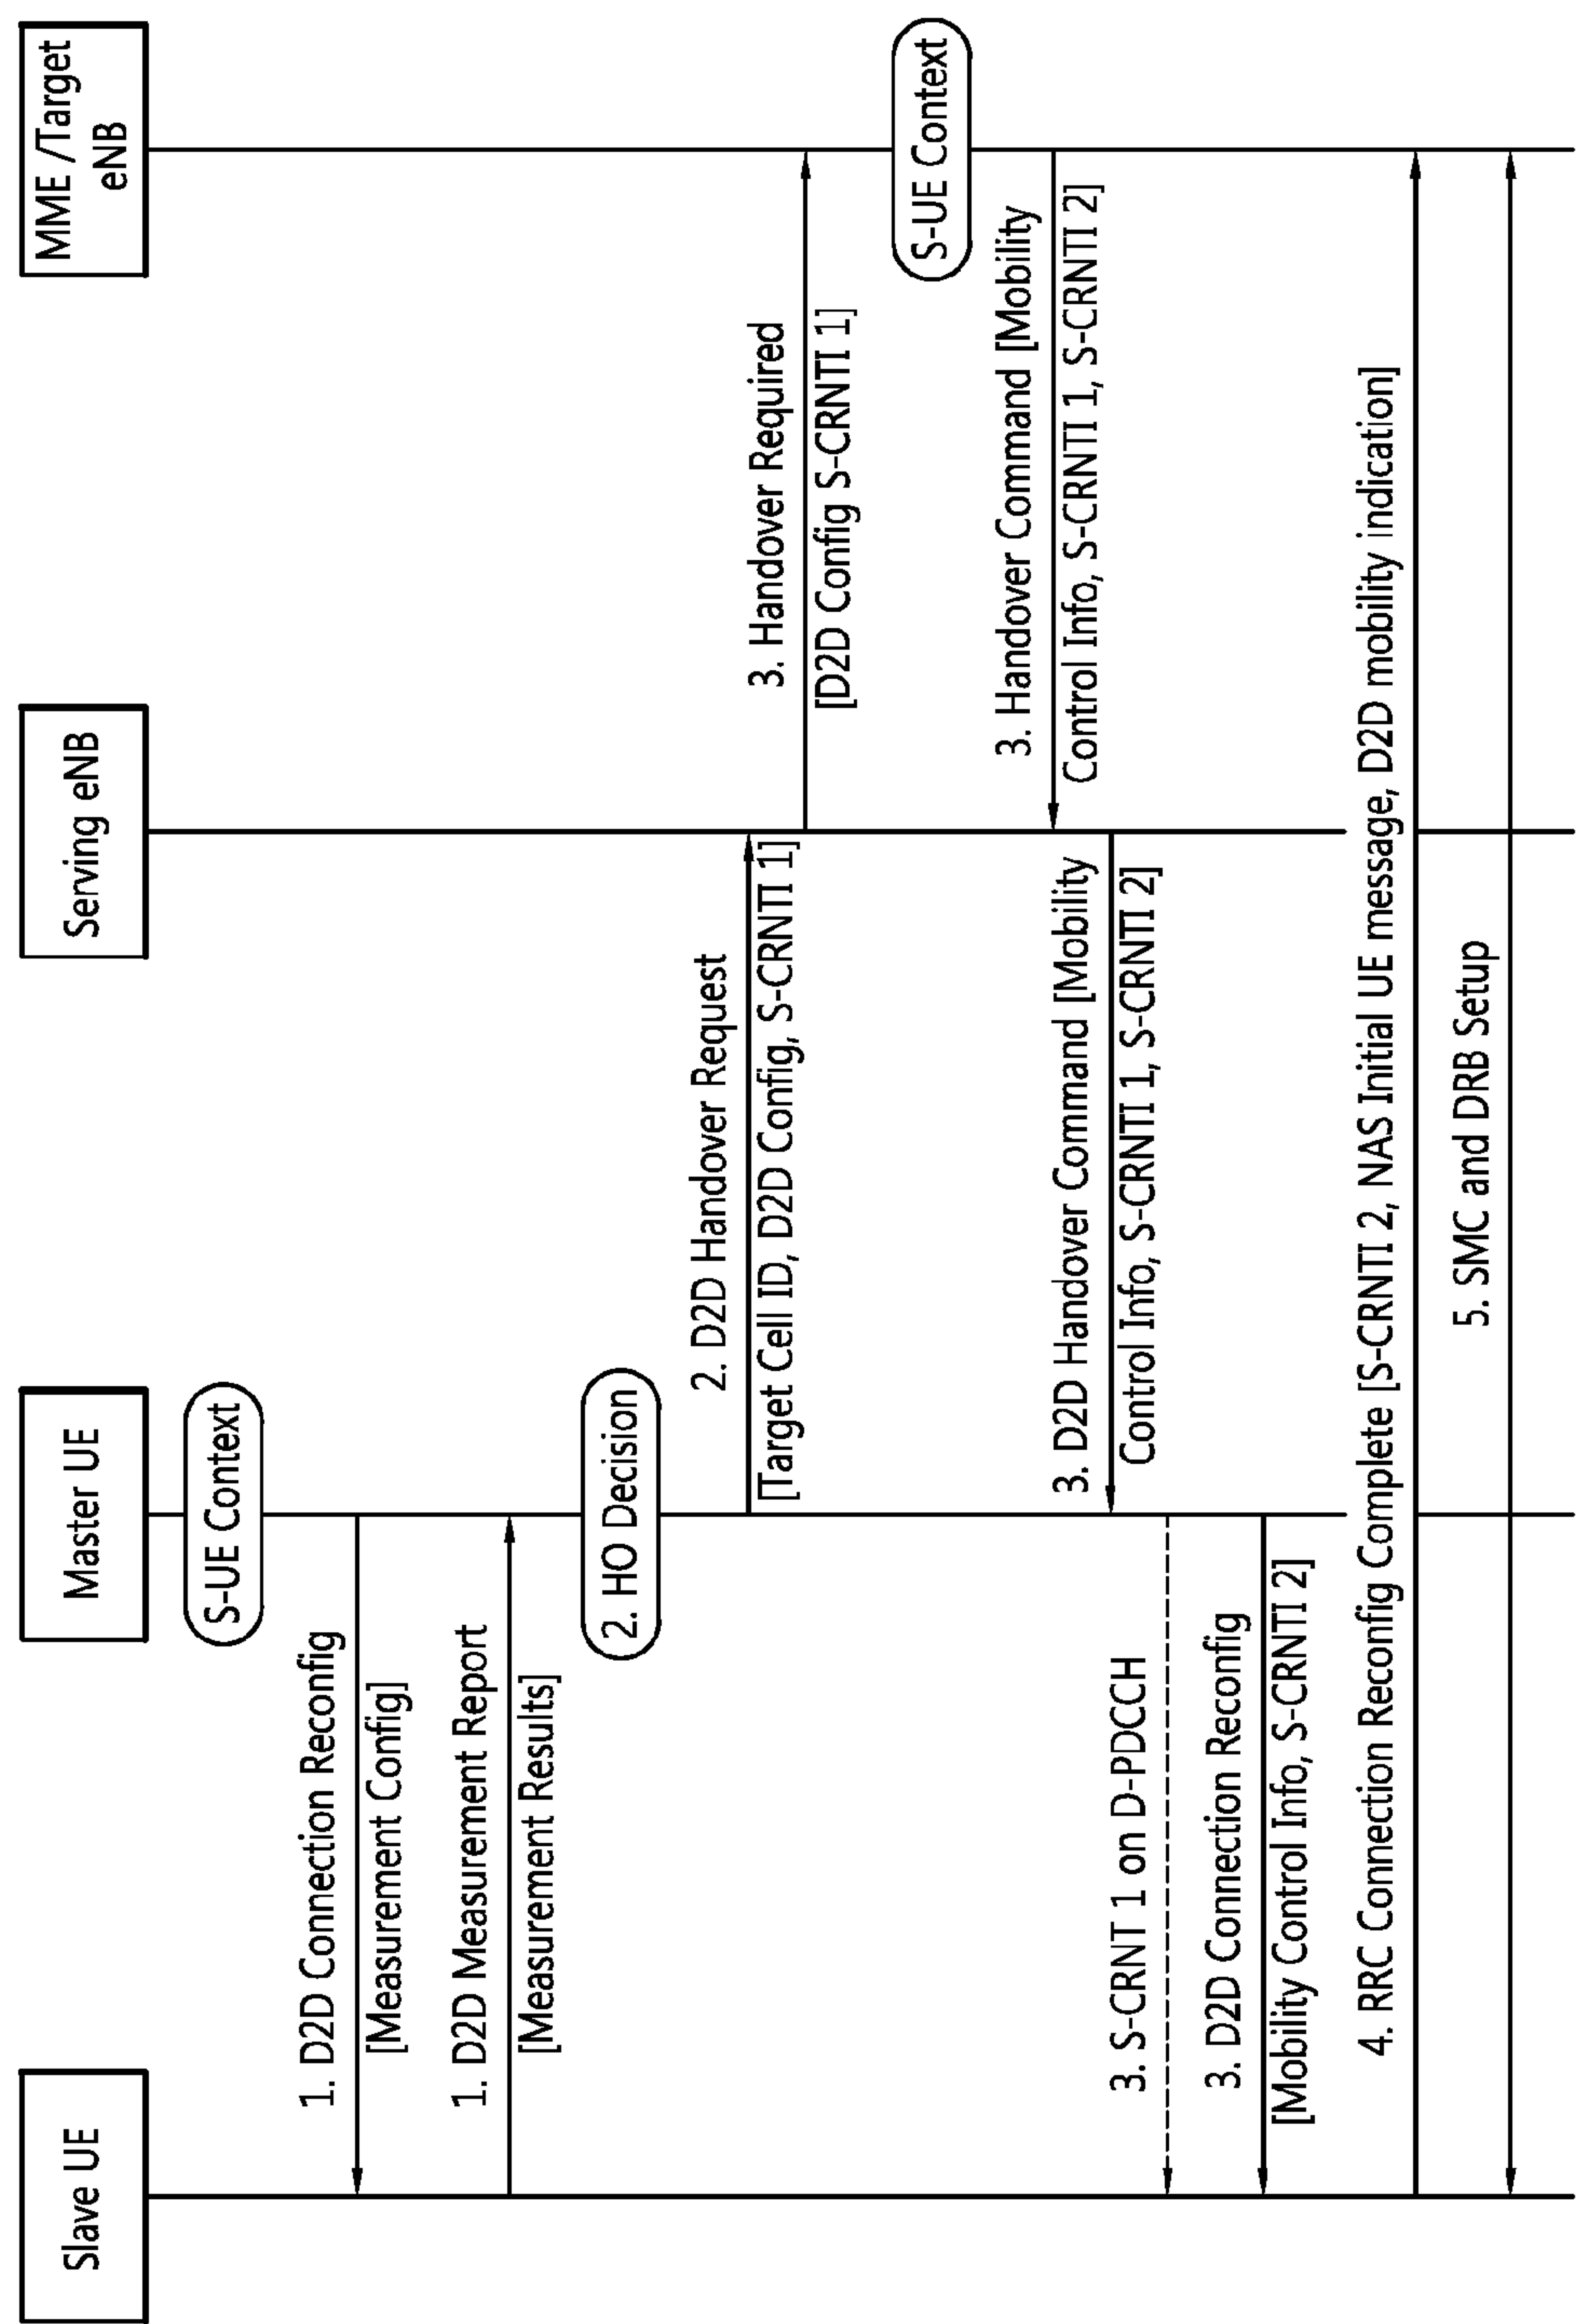 Slave UE
Master UE
Serving eNB
MME /Target
eNB
S-UE Context
1. D2D Connection Reconfig
[Measurement Config]
1. D2D Measurement Report
[Measurement Results]
2. HO Decision
2. D2D Handover Request
[Target Cell ID, D2D Config, S-CRNTI 1]
3. Handover Required
[D2D Config S-CRNTI 1]
S-UE Context
3. Handover Command [Mobility
Control Info, S-CRNTI 1, S-CRNTI 2]
3. D2D Handover Command [Mobility
Control Info, S-CRNTI 1, S-CRNTI 2]
3. S-CRNT 1 on D-PDCCH
3. D2D Connection Reconfig
[Mobility Control Info, S-CRNTI 2]
4. RRC Connection Reconfig Complete [S-CRNTI 2, NAS Initial UE message, D2D mobility indication]
5. SMC and DRB Setup